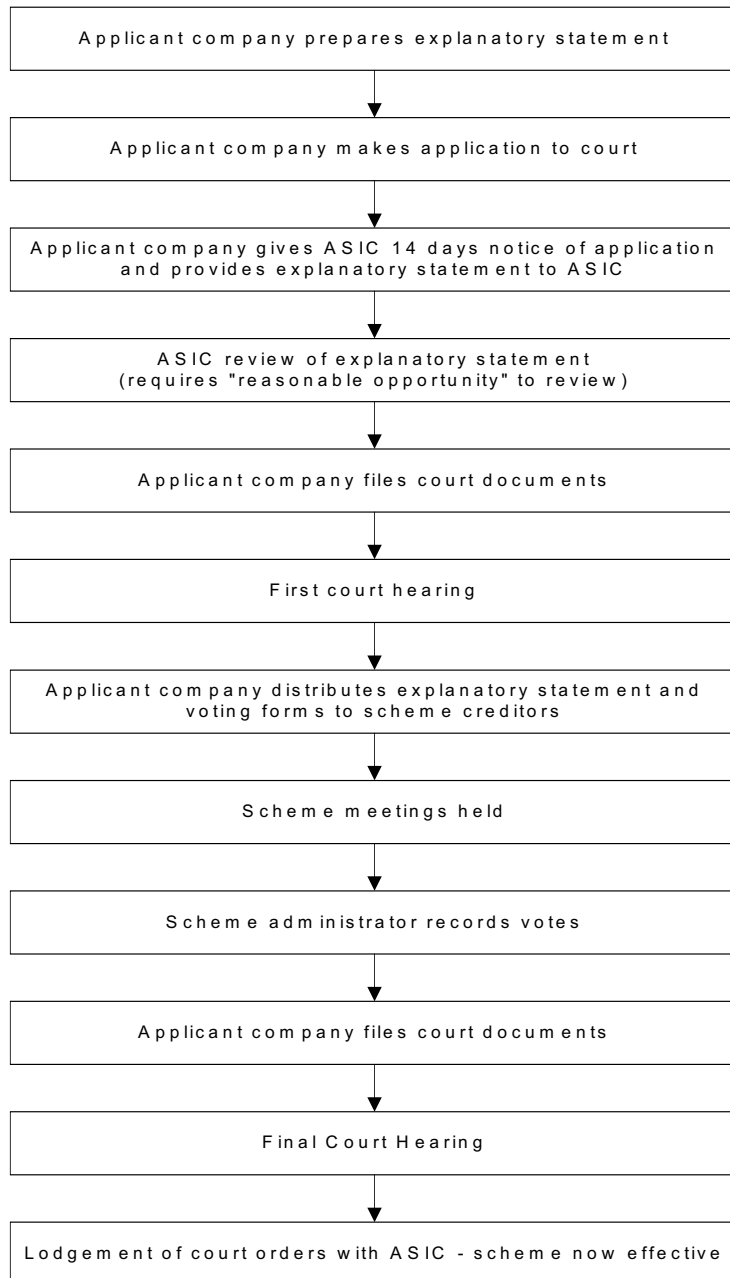 Applicant company prepares explanatory statement
Applicant company makes application to court
Applicant company gives ASIC 14 days notice of application
and provides explanatory statement to ASIC
ASIC review of explanatory statement
(requires "reasonable opportunity" to review)
Applicant company files court documents
First court hearing
Applicant company distributes explanatory statement and
voting forms to scheme creditors
Scheme meetings held
Scheme administrator records votes
Applicant company files court documents
Final Court Hearing
Lodgement of court orders with ASIC - scheme now effective